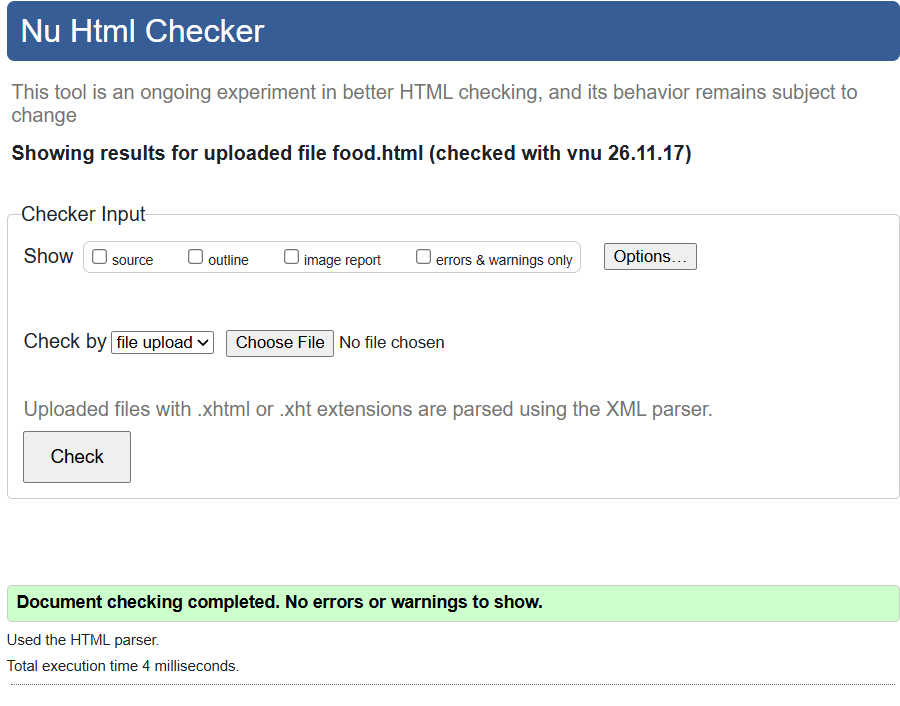 Nu Html Checker
This tool is an ongoing experiment in better HTML checking, and its behavior remains subject to
change
Showing results for uploaded file food.html (checked with vnu 26.11.17)
Checker Input
Show source outline image report errors & warnings only Options...
Check by file upload Choose File No file chosen
Uploaded files with .xhtml or .xht extensions are parsed using the XML parser.
Check
Document checking completed. No errors or warnings to show.
Used the HTML parser.
Total execution time 4 milliseconds.